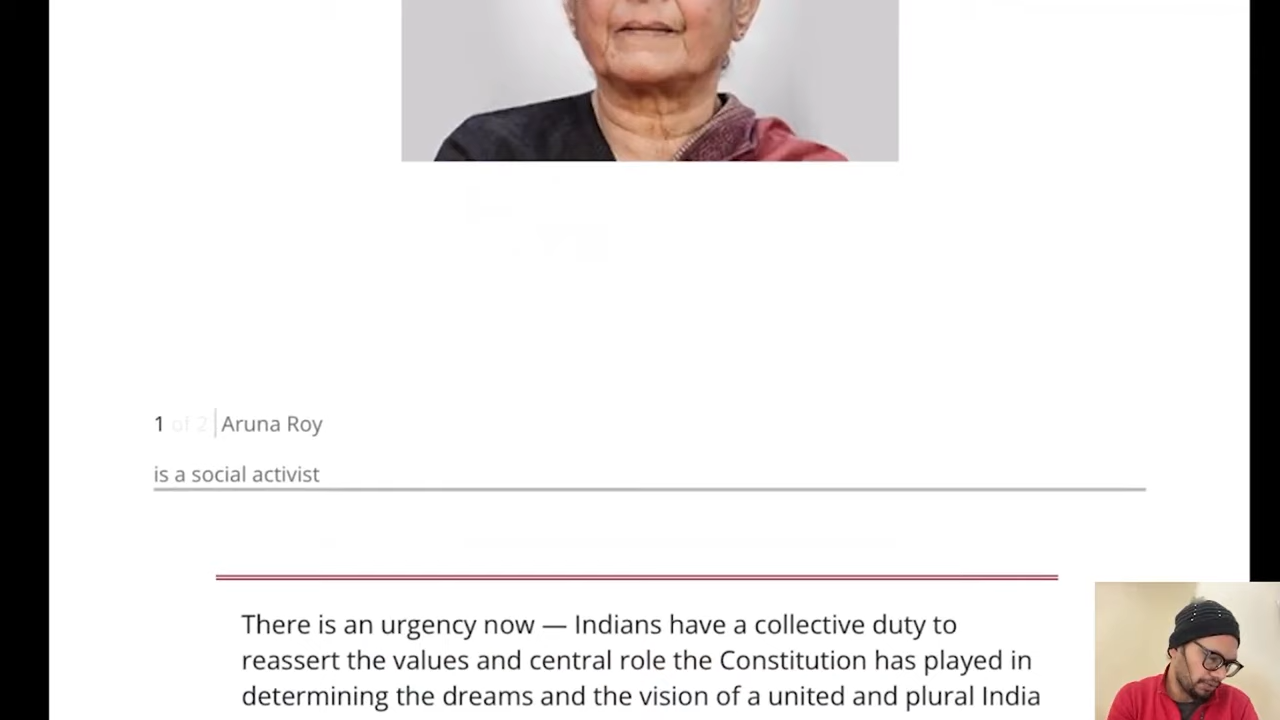 1 of 2 Aruna Roy
is a social activist
There is an urgency now — Indians have a collective duty to
reassert the values and central role the Constitution has played in
determining the dreams and the vision of a united and plural India